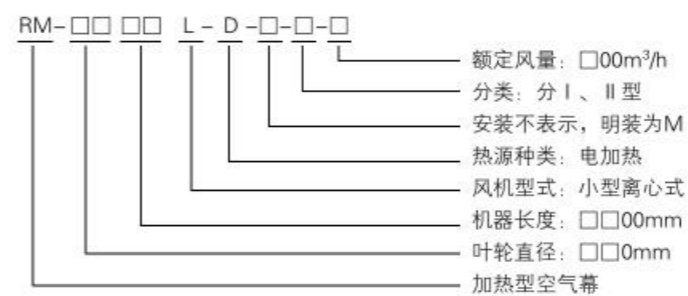 RM-□□ □□ L-D-□-□-□
额定风量：□00m³/h
分类：分Ⅰ、Ⅱ型
安装不表示，明装为M
热源种类：电加热
风机型式：小型离心式
机器长度：□□00mm
叶轮直径：□□0mm
加热型空气幕